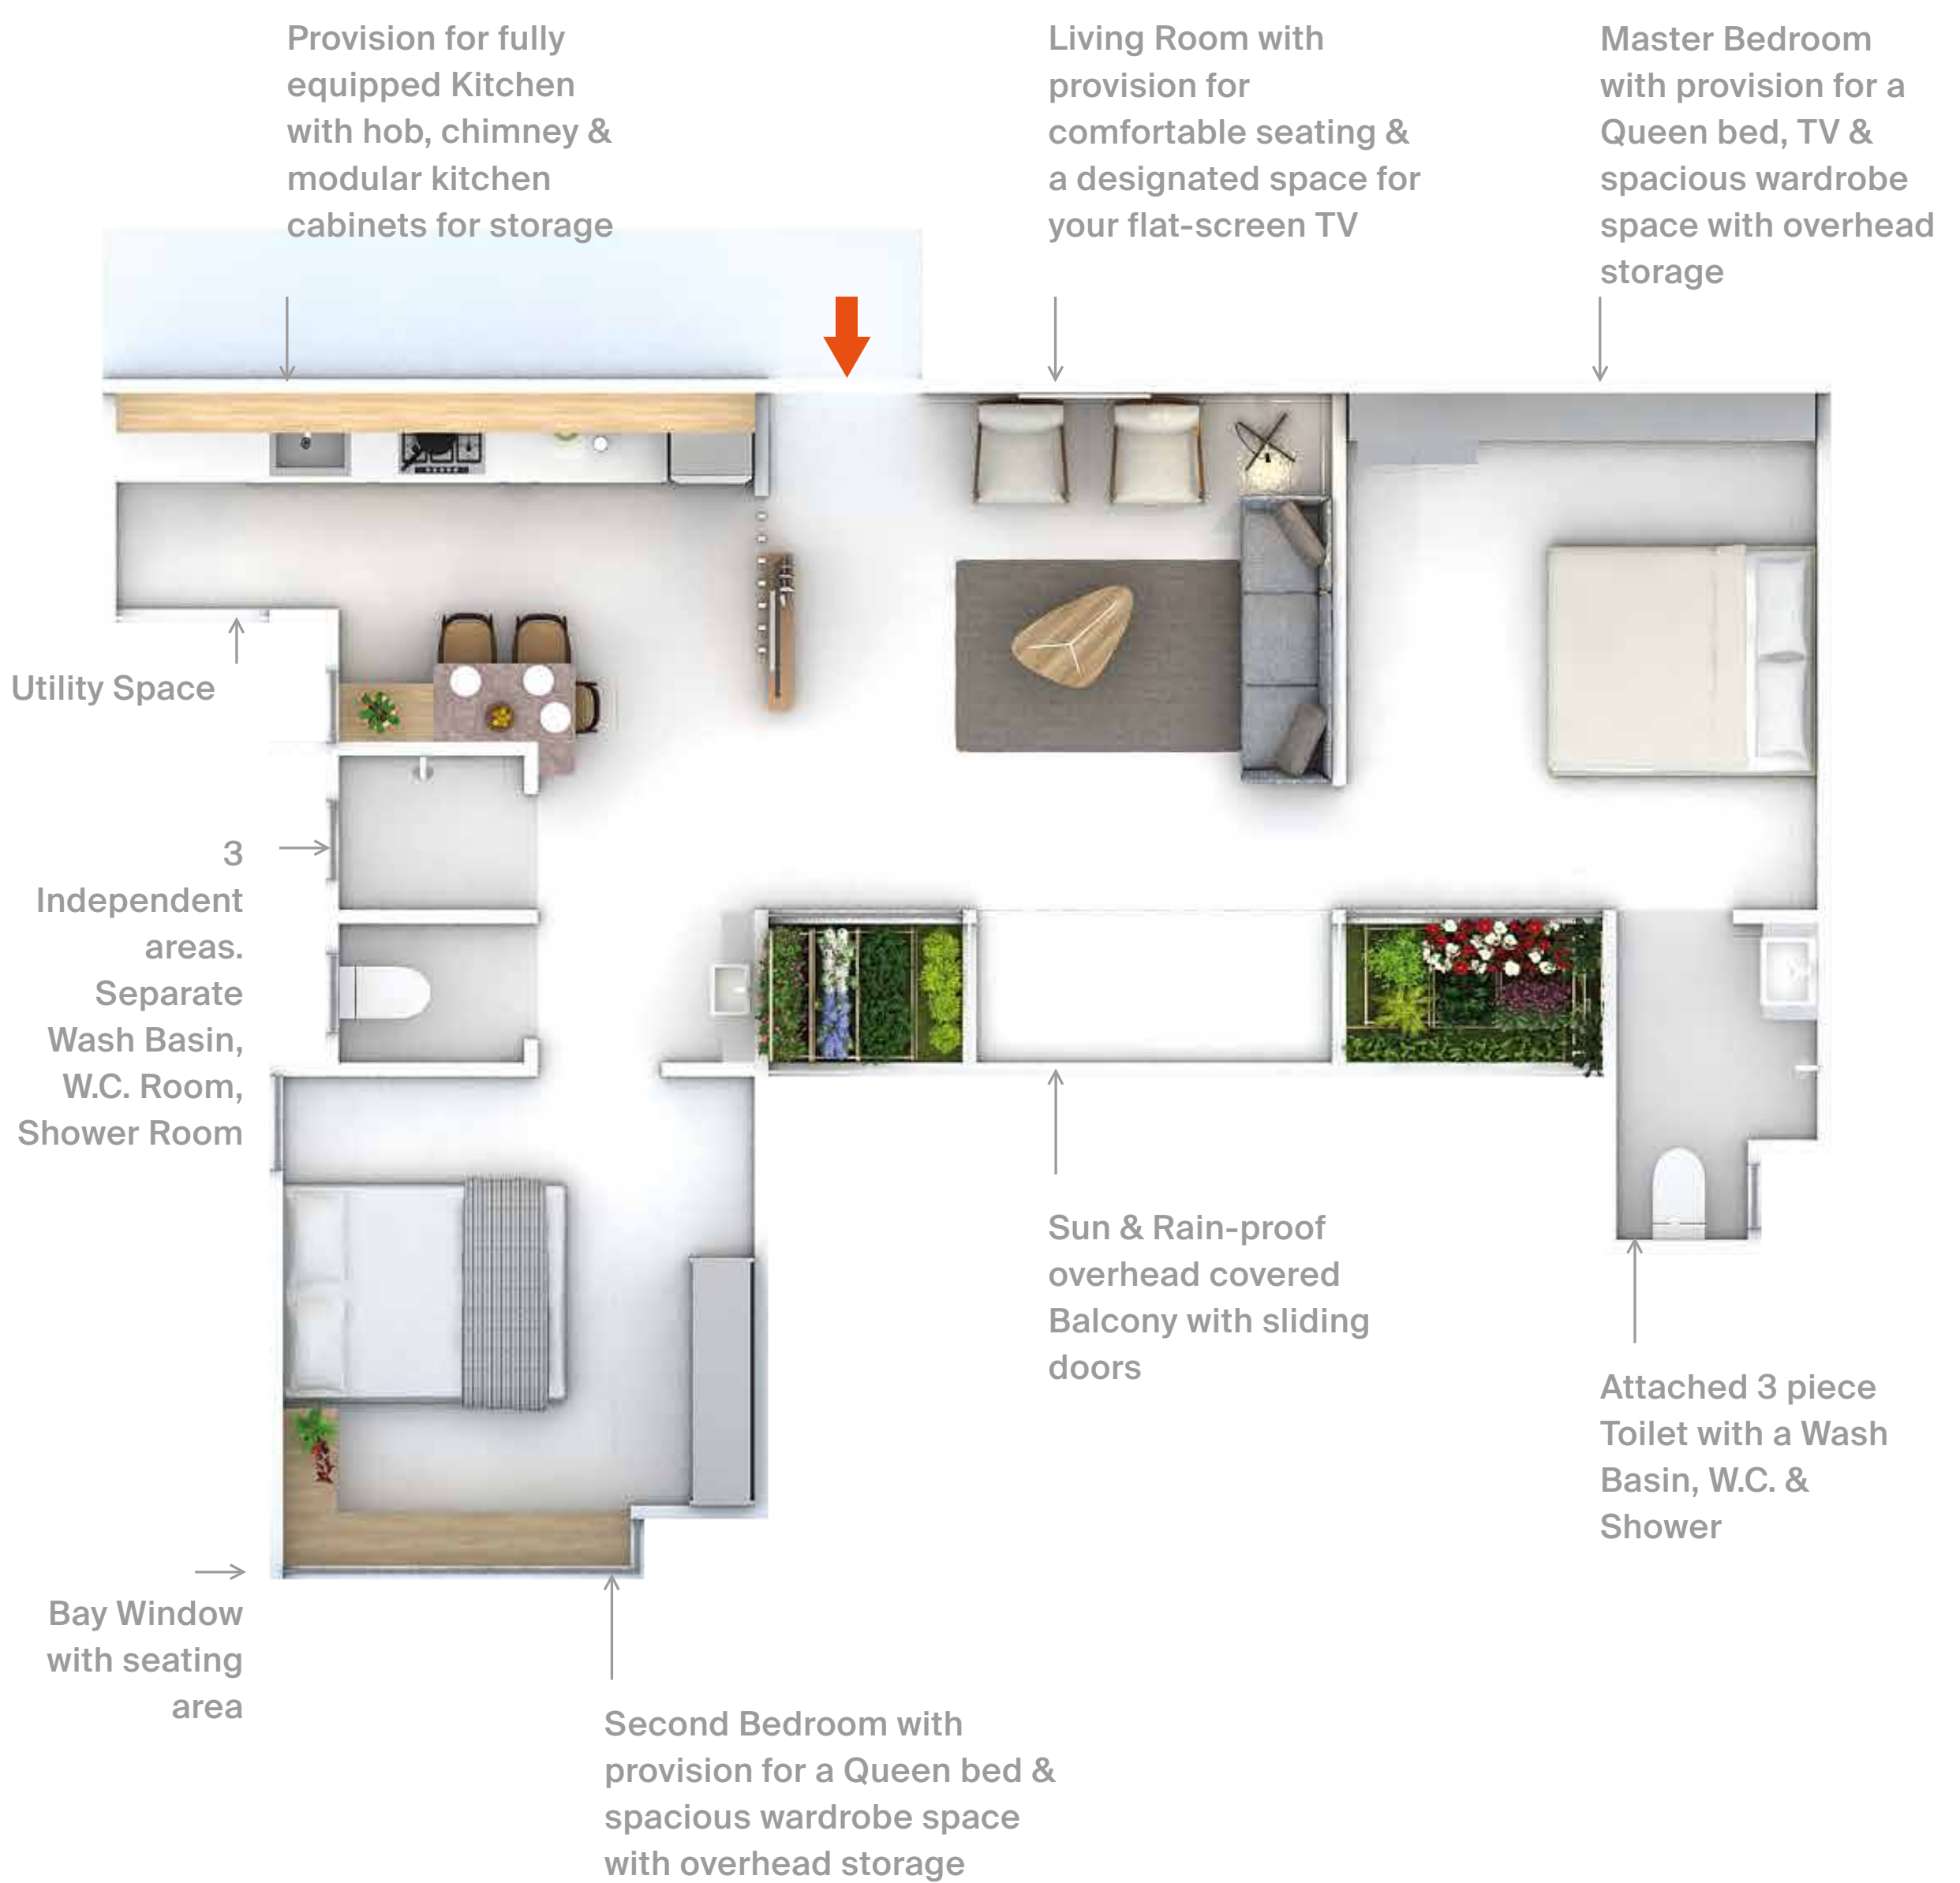 Provision for fully
equipped Kitchen
with hob, chimney &
modular kitchen
cabinets for storage
Living Room with
provision for
comfortable seating &
a designated space for
your flat-screen TV
Master Bedroom
with provision for a
Queen bed, TV &
spacious wardrobe
space with overhead
storage
Utility Space
3
Independent
areas.
Separate
Wash Basin,
W.C. Room,
Shower Room
Sun & Rain-proof
overhead covered
Balcony with sliding
doors
Attached 3 piece
Toilet with a Wash
Basin, W.C. &
Shower
Bay Window
with seating
area
Second Bedroom with
provision for a Queen bed &
spacious wardrobe space
with overhead storage